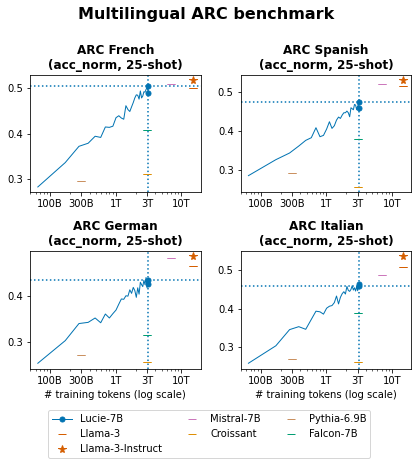 Multilingual ARC benchmark
ARC French
(acc_norm, 25-shot)
ARC Spanish
(acc_norm, 25-shot)
0.5
0.4
0.3
100B 300B 1T 3T 10T
0.5
0.4
0.3
100B 300B 1T 3T 10T
ARC German
(acc_norm, 25-shot)
ARC Italian
(acc_norm, 25-shot)
0.4
0.3
100B 300B 1T 3T 10T
# training tokens (log scale)
0.5
0.4
0.3
100B 300B 1T 3T 10T
# training tokens (log scale)
Lucie-7B
Llama-3
Llama-3-Instruct
Mistral-7B
Croissant
Pythia-6.9B
Falcon-7B